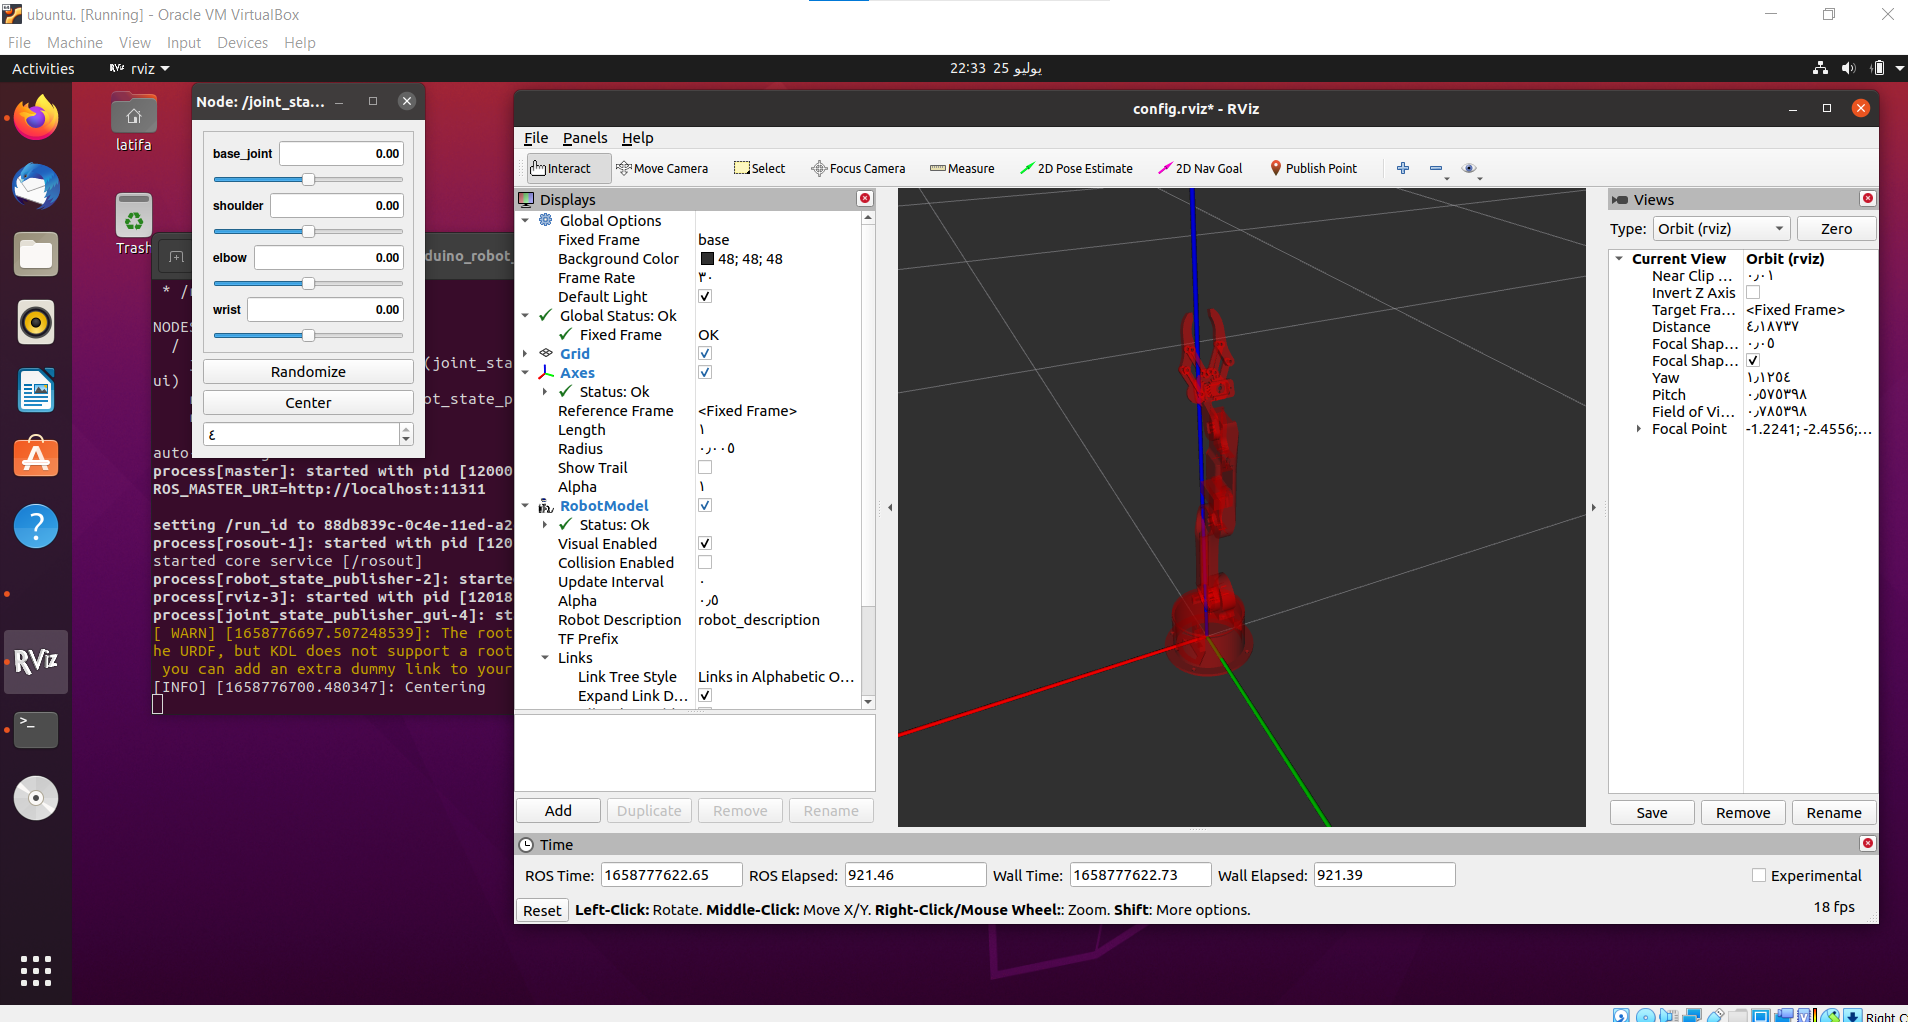 ubuntu. [Running] - Oracle VM VirtualBox
File Machine View Input Devices Help
Activities
RViz rviz
22:33 25 يوليو
latifa
Trash
Node: /joint_sta...
base_joint 0.00
shoulder 0.00
elbow 0.00
wrist 0.00
Randomize
Center
٤
duino_robot_
NODES
/
(joint_sta
ui)
ot_state_p
auto-
process[master]: started with pid [12000
ROS_MASTER_URI=http://localhost:11311
setting /run_id to 88db839c-0c4e-11ed-a2
process[rosout-1]: started with pid [120
started core service [/rosout]
process[robot_state_publisher-2]: starte
process[rviz-3]: started with pid [12018
process[joint_state_publisher_gui-4]: st
[ WARN] [1658776697.507248539]: The root
he URDF, but KDL does not support a root
you can add an extra dummy link to your
[INFO] [1658776700.480347]: Centering
RViz
config.rviz* - RViz
File Panels Help
Interact Move Camera Select Focus Camera Measure 2D Pose Estimate 2D Nav Goal Publish Point
Displays
Global Options
Fixed Frame base
Background Color 48; 48; 48
Frame Rate ٣٠
Default Light
Global Status: Ok
Fixed Frame OK
Grid
Axes
Status: Ok
Reference Frame <Fixed Frame>
Length ١
Radius ٠٫٠٠٥
Show Trail
Alpha ١
RobotModel
Status: Ok
Visual Enabled
Collision Enabled
Update Interval ٠
Alpha ٠٫٥
Robot Description robot_description
TF Prefix
Links
Link Tree Style Links in Alphabetic O...
Expand Link D...
Add Duplicate Remove Rename
Views
Type: Orbit (rviz) Zero
Current View Orbit (rviz)
Near Clip ... ٠٫٠١
Invert Z Axis
Target Fra... <Fixed Frame>
Distance ٤٫١٨٧٣٧
Focal Shap... ٠٫٠٥
Focal Shap...
Yaw ١٫١٢٥٤
Pitch ٠٫٥٧٥٣٩٨
Field of Vi... ٠٫٧٨٥٣٩٨
Focal Point -1.2241; -2.4556;...
Save Remove Rename
Time
ROS Time: 1658777622.65 ROS Elapsed: 921.46 Wall Time: 1658777622.73 Wall Elapsed: 921.39 Experimental
Reset Left-Click: Rotate. Middle-Click: Move X/Y. Right-Click/Mouse Wheel:: Zoom. Shift: More options. 18 fps
Right C